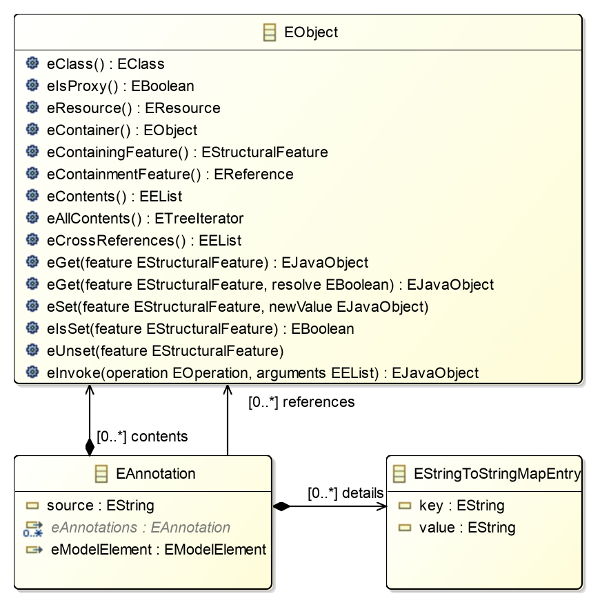 EObject
eClass() : EClass
eIsProxy() : EBoolean
eResource() : EResource
eContainer() : EObject
eContainingFeature() : EStructuralFeature
eContainmentFeature() : EReference
eContents() : EEList
eAllContents() : ETreeIterator
eCrossReferences() : EEList
eGet(feature EStructuralFeature) : EJavaObject
eGet(feature EStructuralFeature, resolve EBoolean) : EJavaObject
eSet(feature EStructuralFeature, newValue EJavaObject)
eIsSet(feature EStructuralFeature) : EBoolean
eUnset(feature EStructuralFeature)
eInvoke(operation EOperation, arguments EEList) : EJavaObject
[0..*] references
[0..*] contents
EAnnotation
source : EString
eAnnotations : EAnnotation
0..*
eModelElement : EModelElement
[0..*] details
EStringToStringMapEntry
key : EString
value : EString